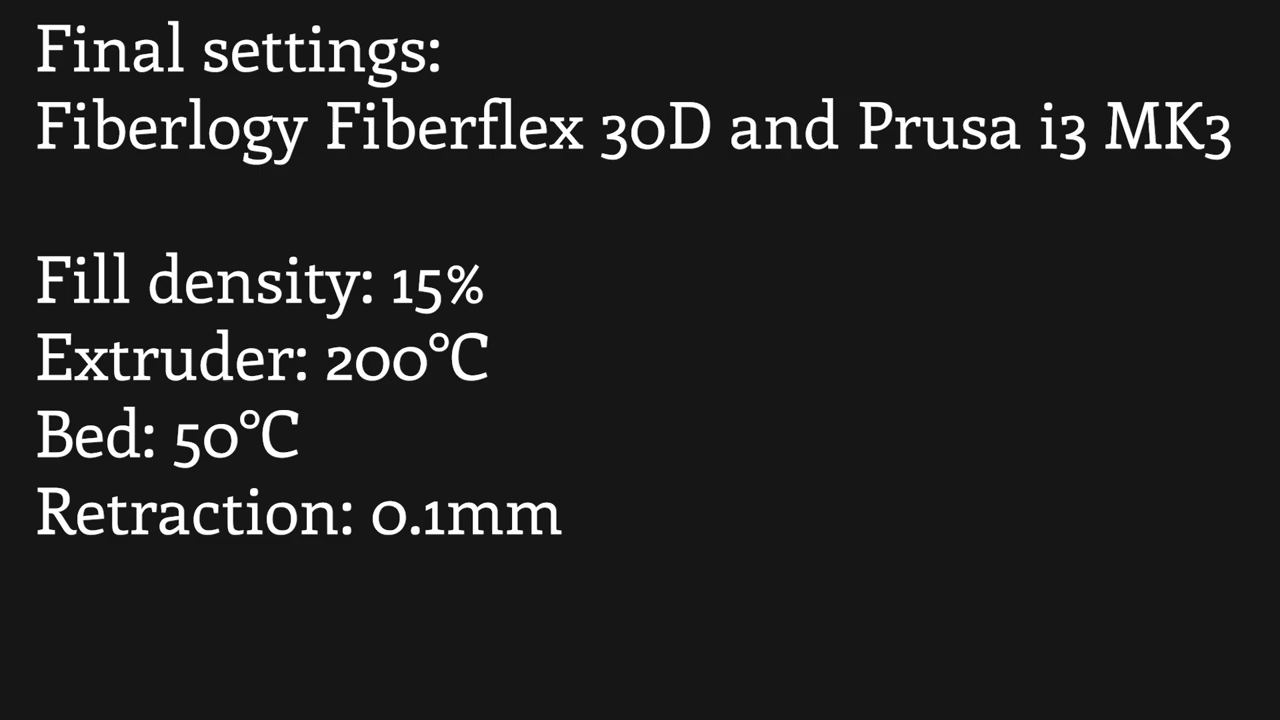 Final settings:
Fiberlogy Fiberflex 30D and Prusa i3 MK3
Fill density: 15%
Extruder: 200°C
Bed: 50°C
Retraction: 0.1mm